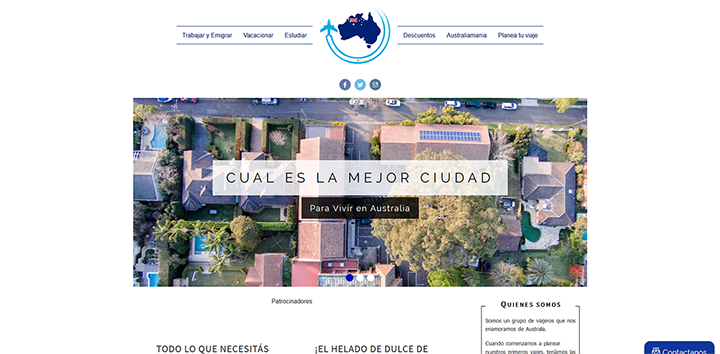 Trabajar y Emigrar Vacacionar Estudiar Descuentos Australiamania Planea tu viaje
CUAL ES LA MEJOR CIUDAD
Para Vivir en Australia
Patrocinadores
QUIENES SOMOS
Somos un grupo de viajeros que nos
enamoramos de Australia.
Cuando comenzamos a planear
nuestros primeros viajes, teníamos las
TODO LO QUE NECESITÁS
¡EL HELADO DE DULCE DE
Contactanos